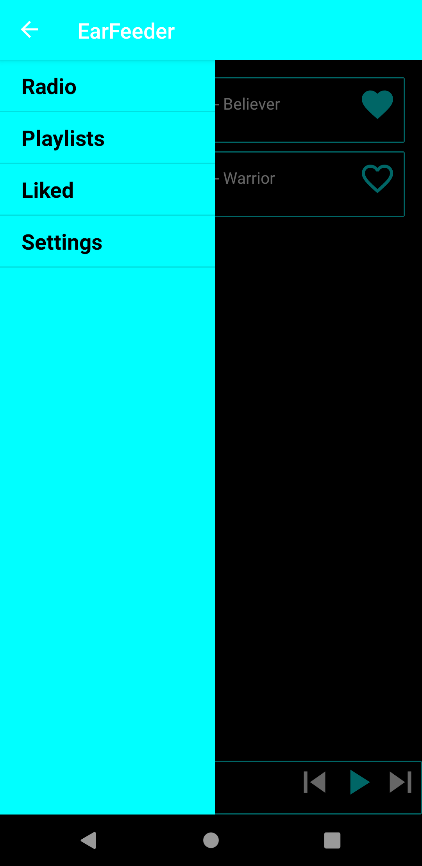 EarFeeder
Radio
- Believer
Playlists
Liked
- Warrior
Settings